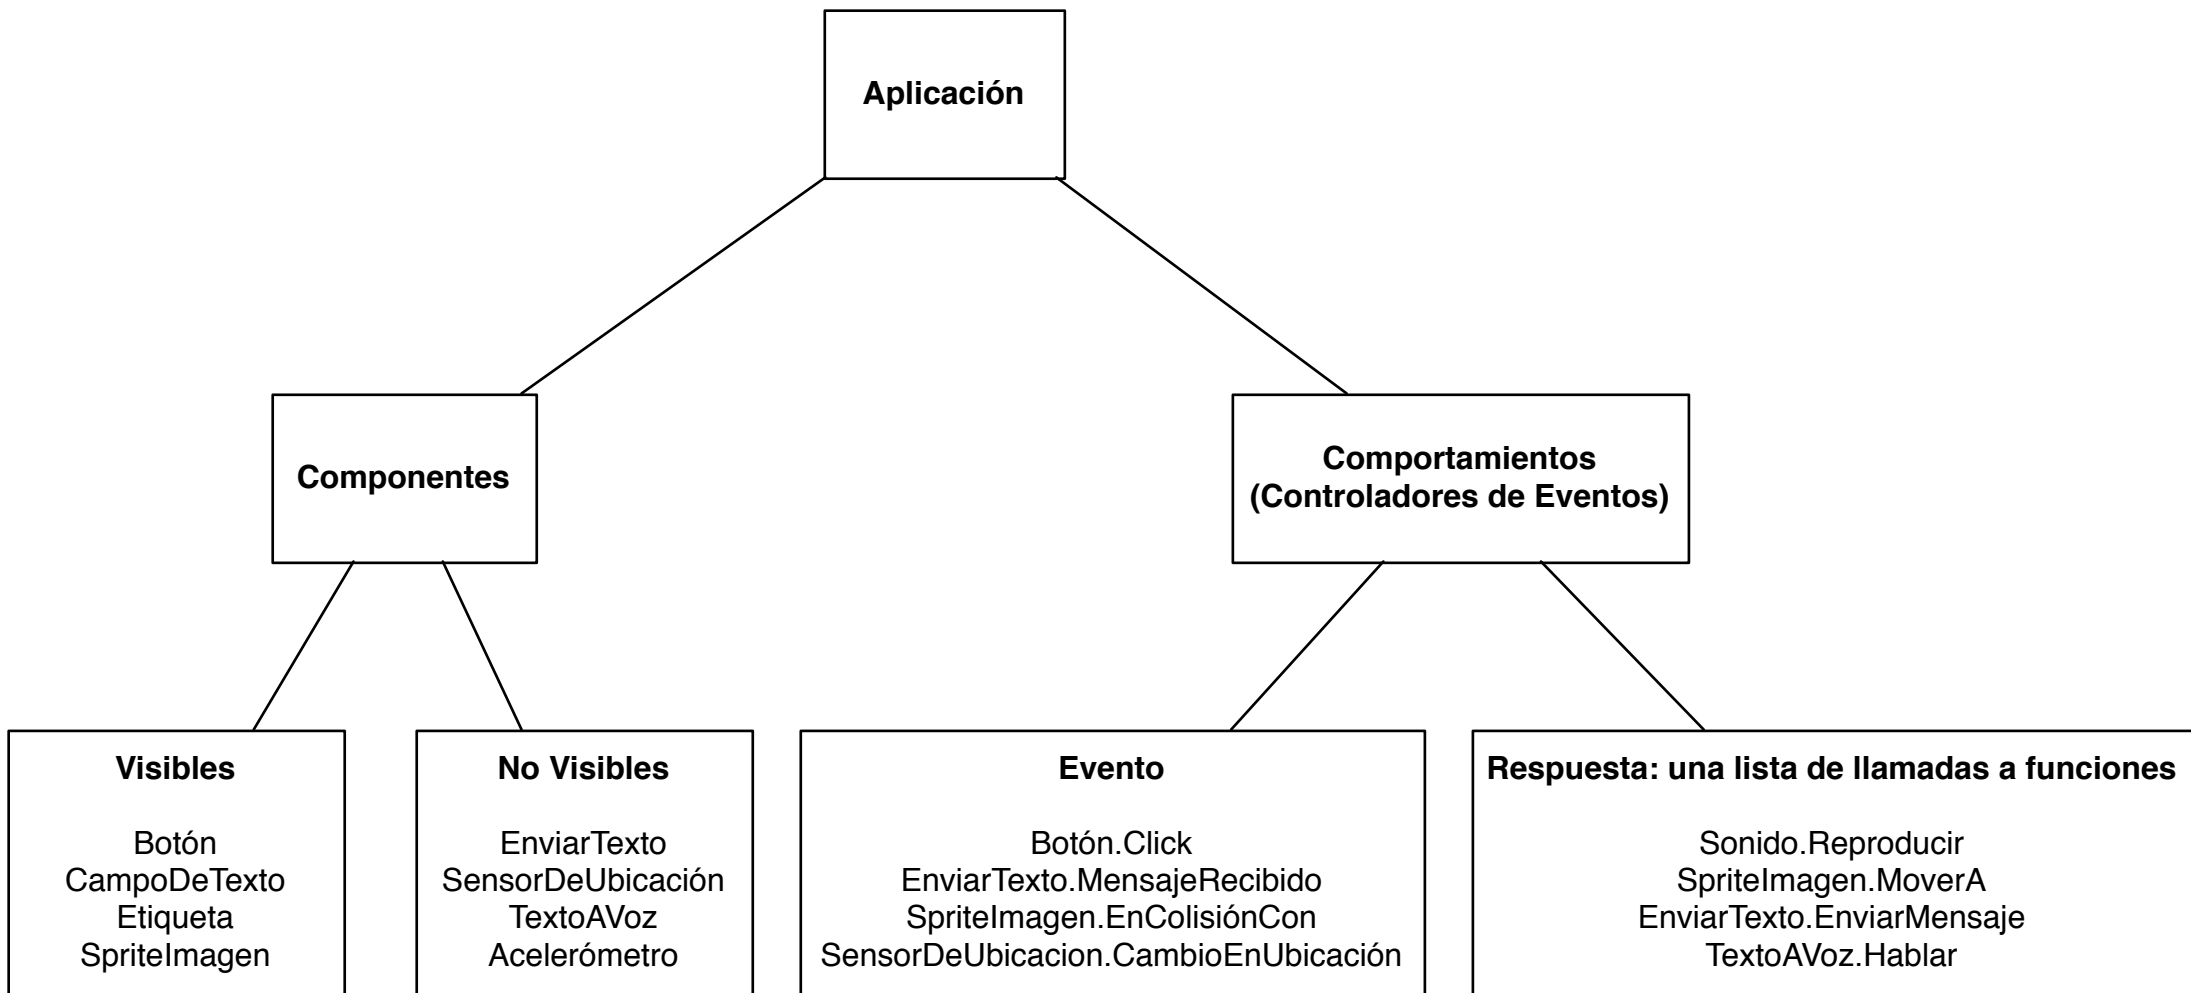 Aplicación
Componentes
Comportamientos
(Controladores de Eventos)
Visibles
Botón
CampoDeTexto
Etiqueta
SpriteImagen
No Visibles
EnviarTexto
SensorDeUbicación
TextoAVoz
Acelerómetro
Evento
Botón.Click
EnviarTexto.MensajeRecibido
SpriteImagen.EnColisiónCon
SensorDeUbicacion.CambioEnUbicación
Respuesta: una lista de llamadas a funciones
Sonido.Reproducir
SpriteImagen.MoverA
EnviarTexto.EnviarMensaje
TextoAVoz.Hablar